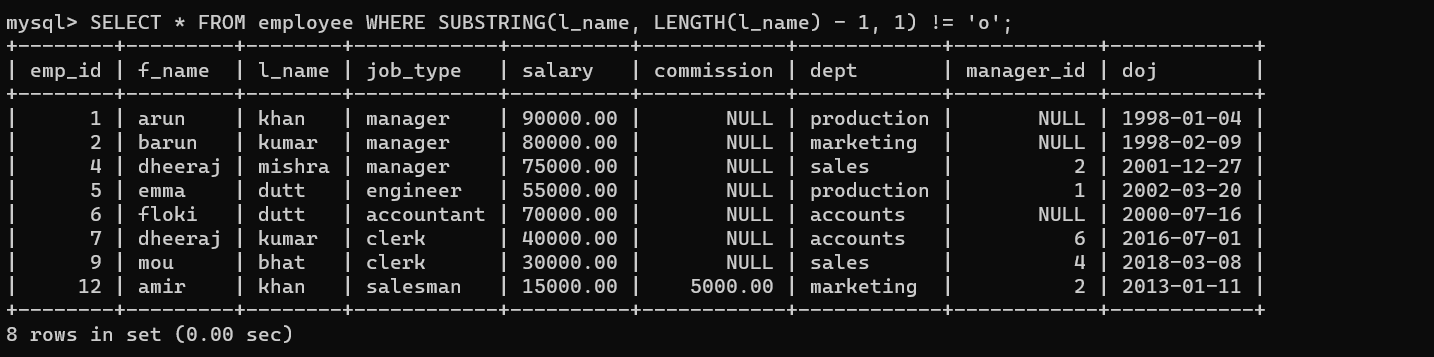 mysql> SELECT * FROM employee WHERE SUBSTRING(l_name, LENGTH(l_name) - 1, 1) != 'o';
+--------+---------+--------+------------+----------+------------+------------+------------+------------+
| emp_id | f_name  | l_name | job_type   | salary   | commission | dept       | manager_id | doj        |
+--------+---------+--------+------------+----------+------------+------------+------------+------------+
|      1 | arun    | khan   | manager    | 90000.00 |       NULL | production |       NULL | 1998-01-04 |
|      2 | barun   | kumar  | manager    | 80000.00 |       NULL | marketing  |       NULL | 1998-02-09 |
|      4 | dheeraj | mishra | manager    | 75000.00 |       NULL | sales      |          2 | 2001-12-27 |
|      5 | emma    | dutt   | engineer   | 55000.00 |       NULL | production |          1 | 2002-03-20 |
|      6 | floki   | dutt   | accountant | 70000.00 |       NULL | accounts   |       NULL | 2000-07-16 |
|      7 | dheeraj | kumar  | clerk      | 40000.00 |       NULL | accounts   |          6 | 2016-07-01 |
|      9 | mou     | bhat   | clerk      | 30000.00 |       NULL | sales      |          4 | 2018-03-08 |
|     12 | amir    | khan   | salesman   | 15000.00 |    5000.00 | marketing  |          2 | 2013-01-11 |
+--------+---------+--------+------------+----------+------------+------------+------------+------------+
8 rows in set (0.00 sec)